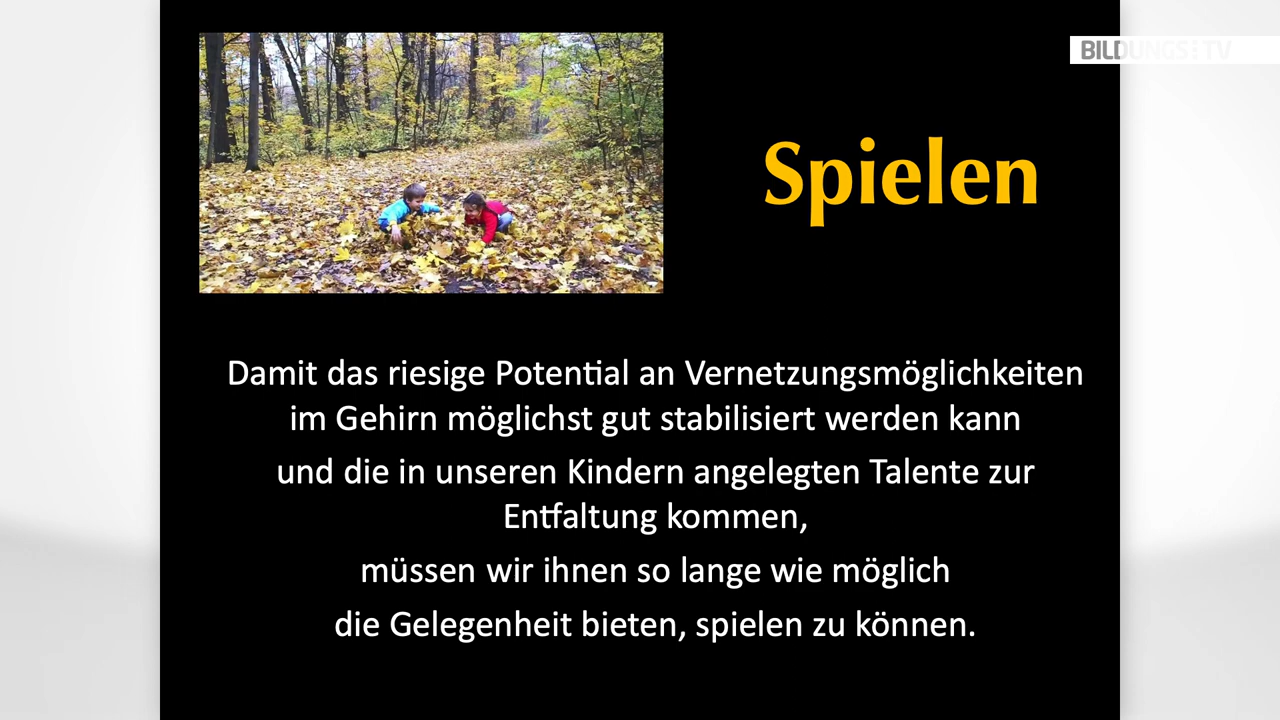 BILDUNGS TV
Spielen
Damit das riesige Potential an Vernetzungsmöglichkeiten
im Gehirn möglichst gut stabilisiert werden kann
und die in unseren Kindern angelegten Talente zur
Entfaltung kommen,
müssen wir ihnen so lange wie möglich
die Gelegenheit bieten, spielen zu können.